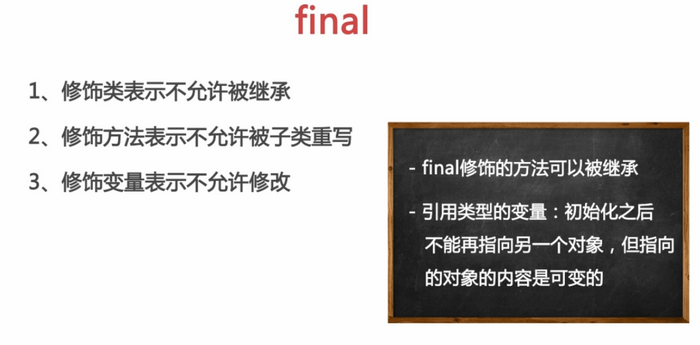 final
1、修饰类表示不允许被继承
2、修饰方法表示不允许被子类重写
3、修饰变量表示不允许修改
- final修饰的方法可以被继承
- 引用类型的变量：初始化之后
不能再指向另一个对象，但指向
的对象的内容是可变的